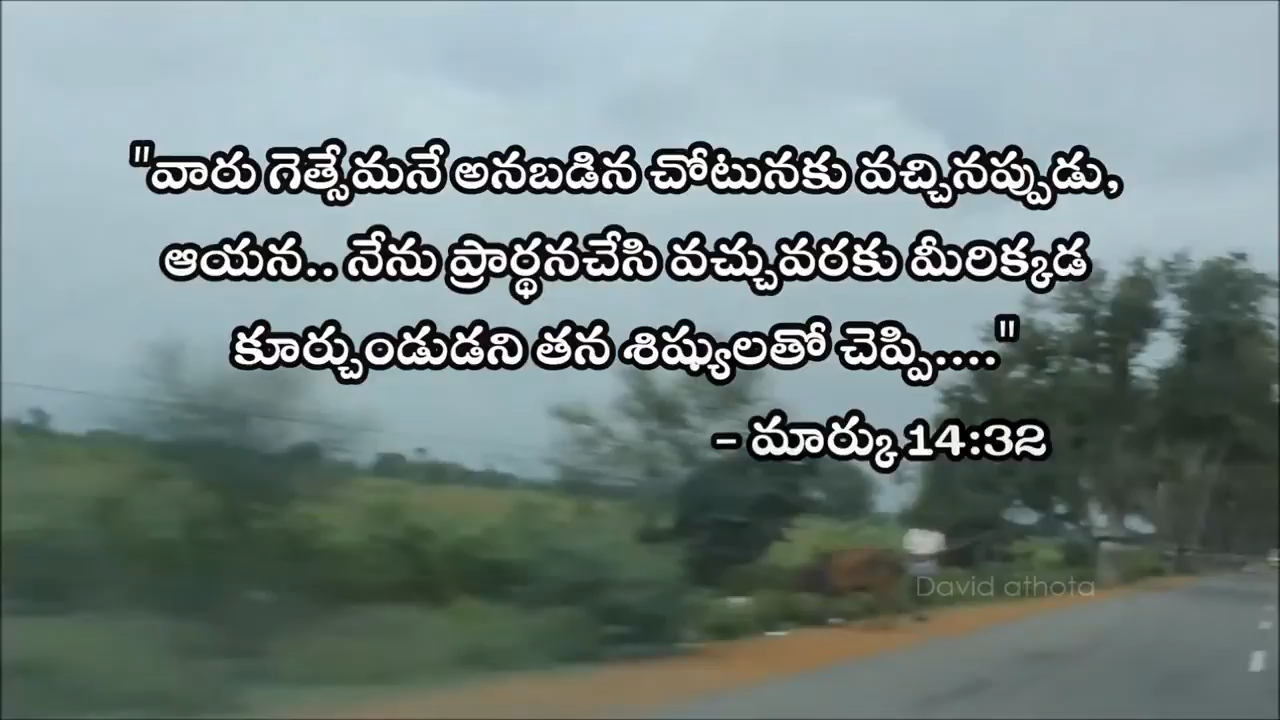 "వారు గెత్సేమనే అనబడిన చోటునకు వచ్చినప్పుడు,
ఆయన.. నేను ప్రార్థనచేసి వచ్చువరకు మీరిక్కడ
కూర్చుండుడని తన శిష్యులతో చెప్పి...."
- మార్కు 14:32
David athota